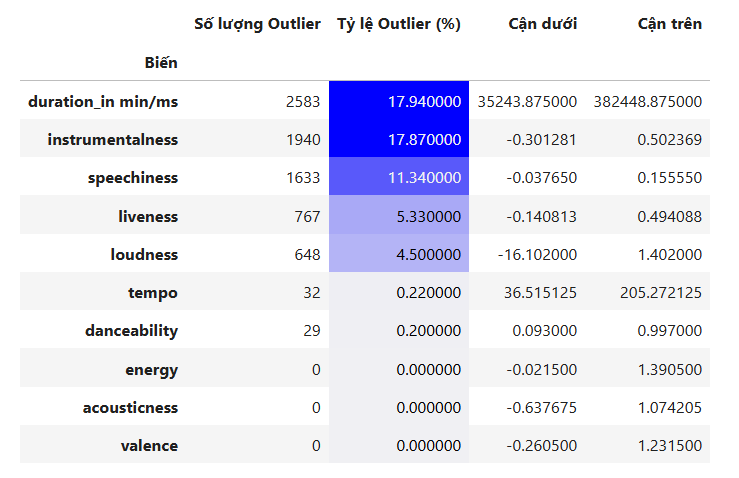 Số lượng Outlier Tỷ lệ Outlier (%) Cận dưới Cận trên
Biến
duration_in min/ms 2583 17.940000 35243.875000 382448.875000
instrumentalness 1940 17.870000 -0.301281 0.502369
speechiness 1633 11.340000 -0.037650 0.155550
liveness 767 5.330000 -0.140813 0.494088
loudness 648 4.500000 -16.102000 1.402000
tempo 32 0.220000 36.515125 205.272125
danceability 29 0.200000 0.093000 0.997000
energy 0 0.000000 -0.021500 1.390500
acousticness 0 0.000000 -0.637675 1.074205
valence 0 0.000000 -0.260500 1.231500